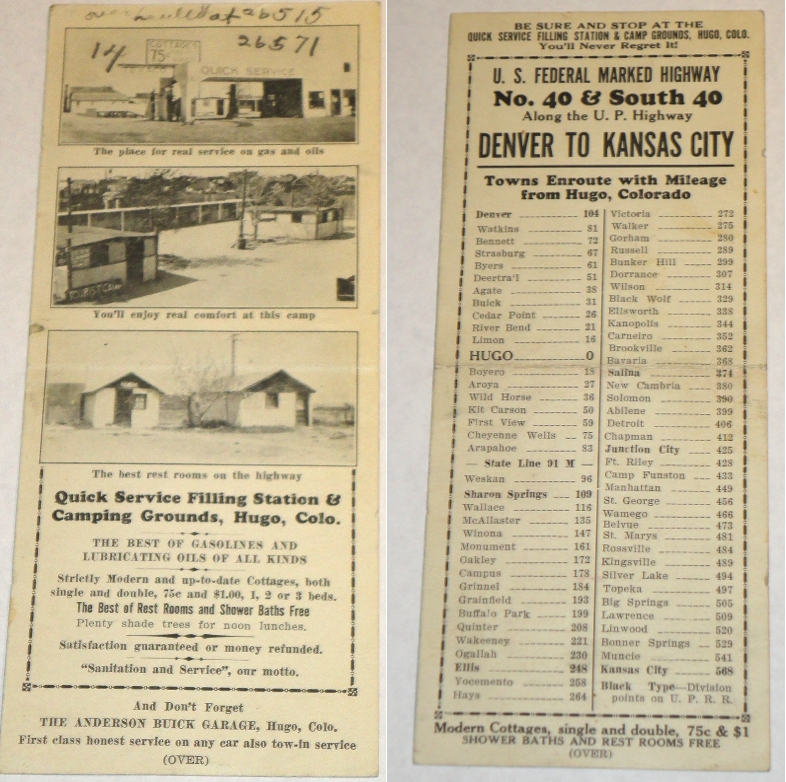 26515
14
26571
COTTAGES
75c
QUICK SERVICE
The place for real service on gas and oils
TOURIST CAMP
You'll enjoy real comfort at this camp
The best rest rooms on the highway
Quick Service Filling Station &
Camping Grounds, Hugo, Colo.
THE BEST OF GASOLINES AND
LUBRICATING OILS OF ALL KINDS
Strictly Modern and up-to-date Cottages, both
single and double, 75c and $1.00, 1, 2 or 3 beds.
The Best of Rest Rooms and Shower Baths Free
Plenty shade trees for noon lunches.
Satisfaction guaranteed or money refunded.
"Sanitation and Service", our motto.
And Don't Forget
THE ANDERSON BUICK GARAGE, Hugo, Colo.
First class honest service on any car also tow-in service
(OVER)
BE SURE AND STOP AT THE
QUICK SERVICE FILLING STATION & CAMP GROUNDS, HUGO, COLO.
You'll Never Regret It!
U. S. FEDERAL MARKED HIGHWAY
No. 40 & South 40
Along the U. P. Highway
DENVER TO KANSAS CITY
Towns Enroute with Mileage
from Hugo, Colorado
Denver 104
Watkins 81
Bennett 72
Strasburg 67
Byers 61
Deertra'l 51
Agate 38
Buick 31
Cedar Point 26
River Bend 21
Limon 16
HUGO 0
Boyero 18
Aroya 27
Wild Horse 36
Kit Carson 50
First View 59
Cheyenne Wells 75
Arapahoe 83
— State Line 91 M —
Weskan 96
Sharon Springs 109
Wallace 116
McAllaster 135
Winona 147
Monument 161
Oakley 172
Campus 178
Grinnel 184
Grainfield 193
Buffalo Park 199
Quinter 208
Wakeeney 221
Ogallah 230
Ellis 248
Yocemento 258
Hays 264
Victoria 272
Walker 275
Gorham 280
Russell 289
Bunker Hill 299
Dorrance 307
Wilson 314
Black Wolf 329
Ellsworth 338
Kanopolis 344
Carneiro 352
Brookville 362
Bavaria 368
Salina 374
New Cambria 380
Solomon 390
Abilene 399
Detroit 406
Chapman 412
Junction City 425
Ft. Riley 428
Camp Funston 433
Manhattan 449
St. George 456
Wamego 466
Belvue 473
St. Marys 481
Rossville 484
Kingsville 489
Silver Lake 494
Topeka 497
Big Springs 505
Lawrence 509
Linwood 520
Bonner Springs 529
Muncie 541
Kansas City 568
Black Type—Division
points on U. P. R. R.
Modern Cottages, single and double, 75c & $1
SHOWER BATHS AND REST ROOMS FREE
(OVER)